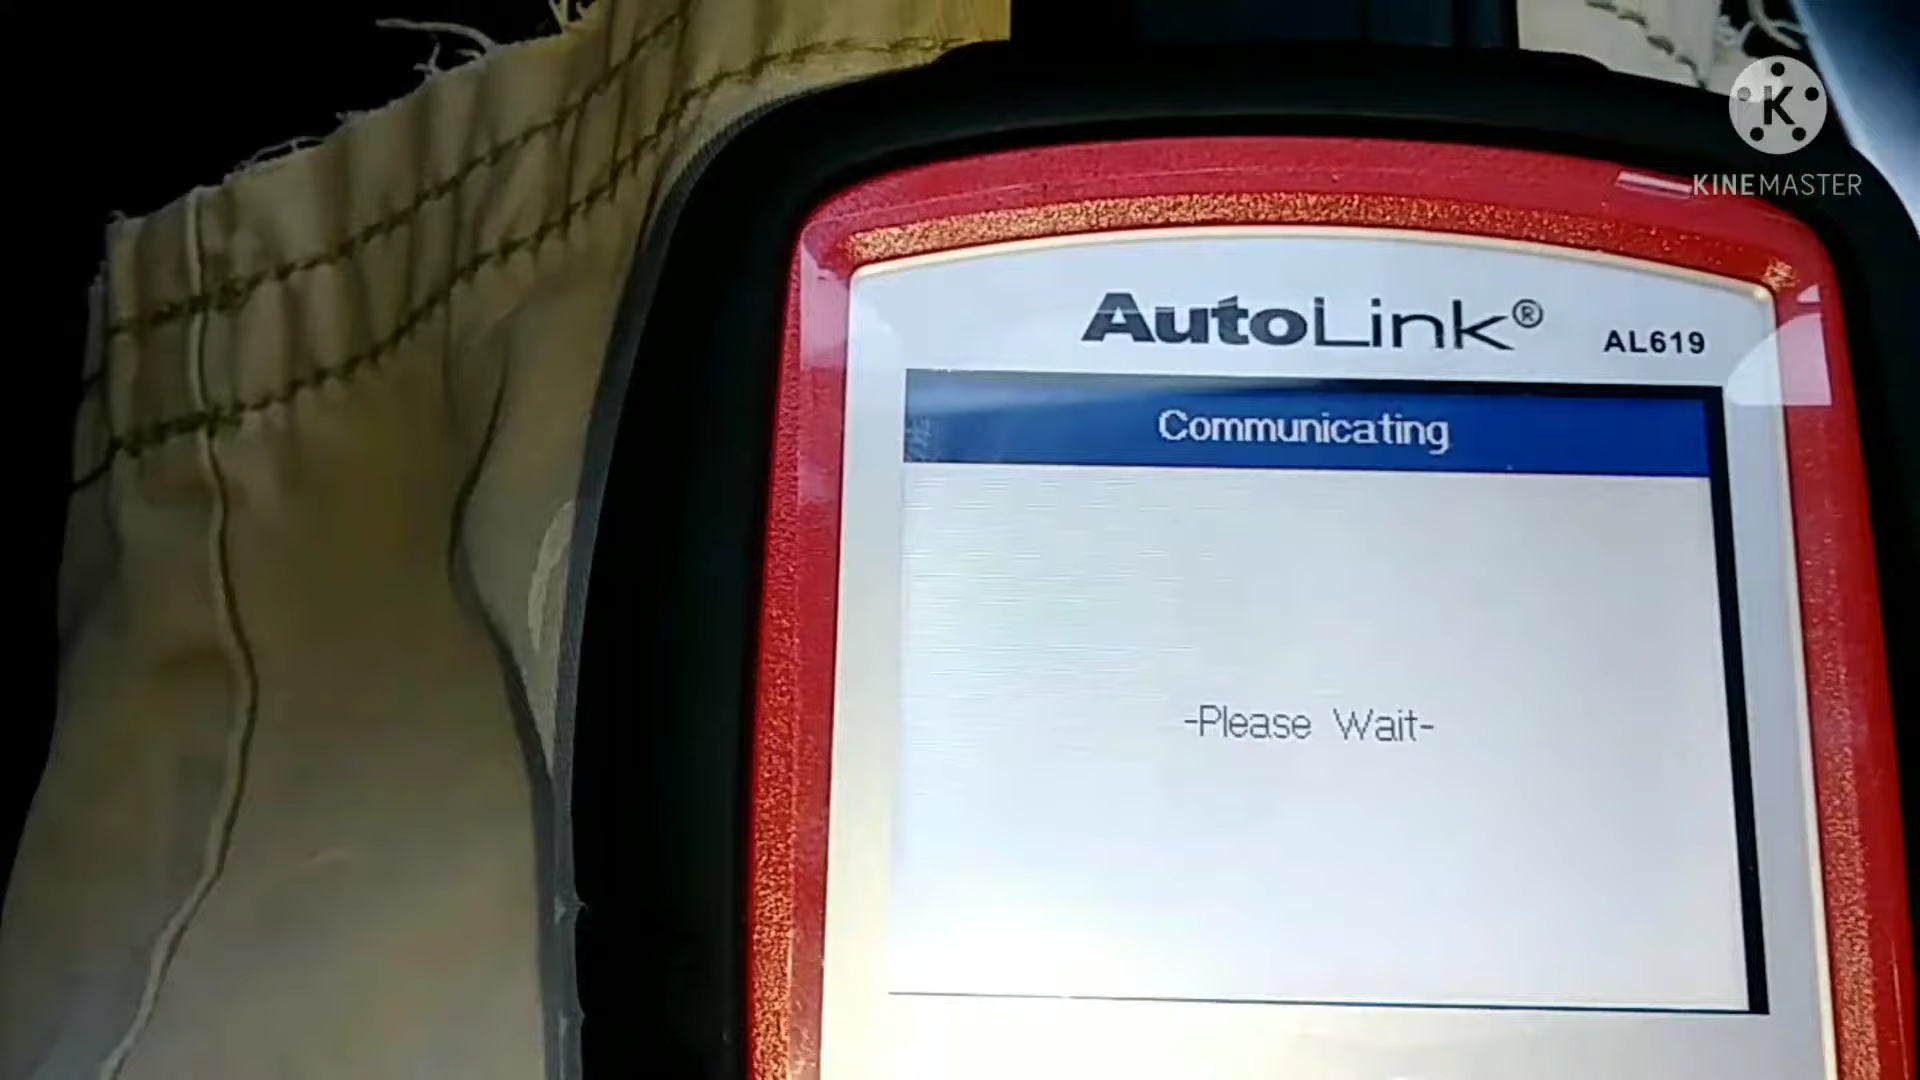 K
KINEMASTER
AutoLink®
AL619
Communicating
-Please Wait-